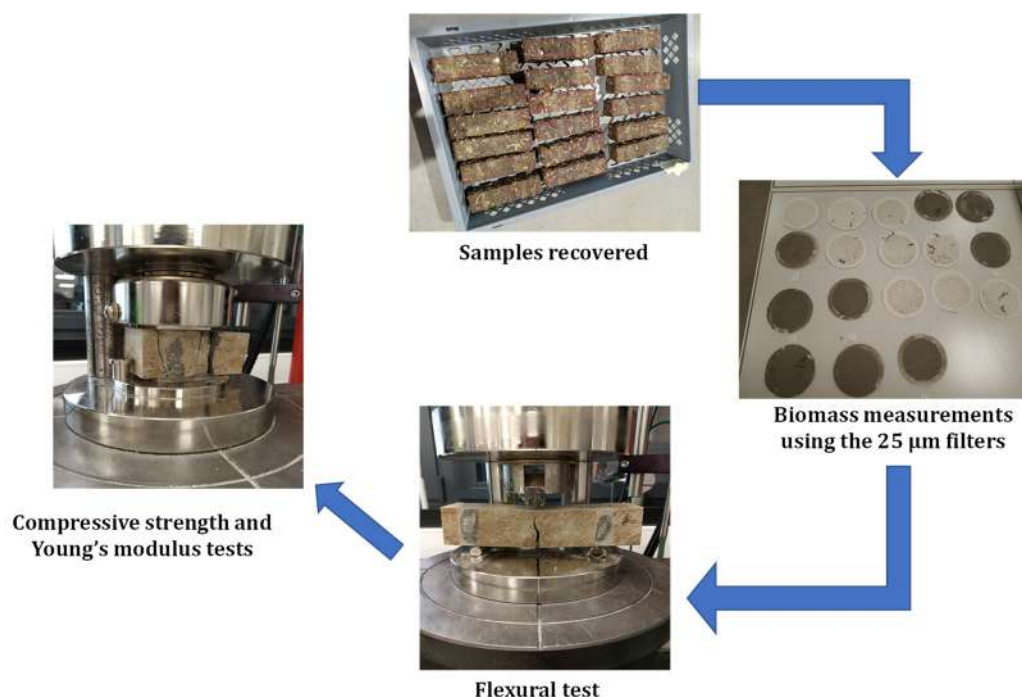 Samples recovered
Biomass measurements
using the 25 µm filters
Compressive strength and
Young's modulus tests
Flexural test